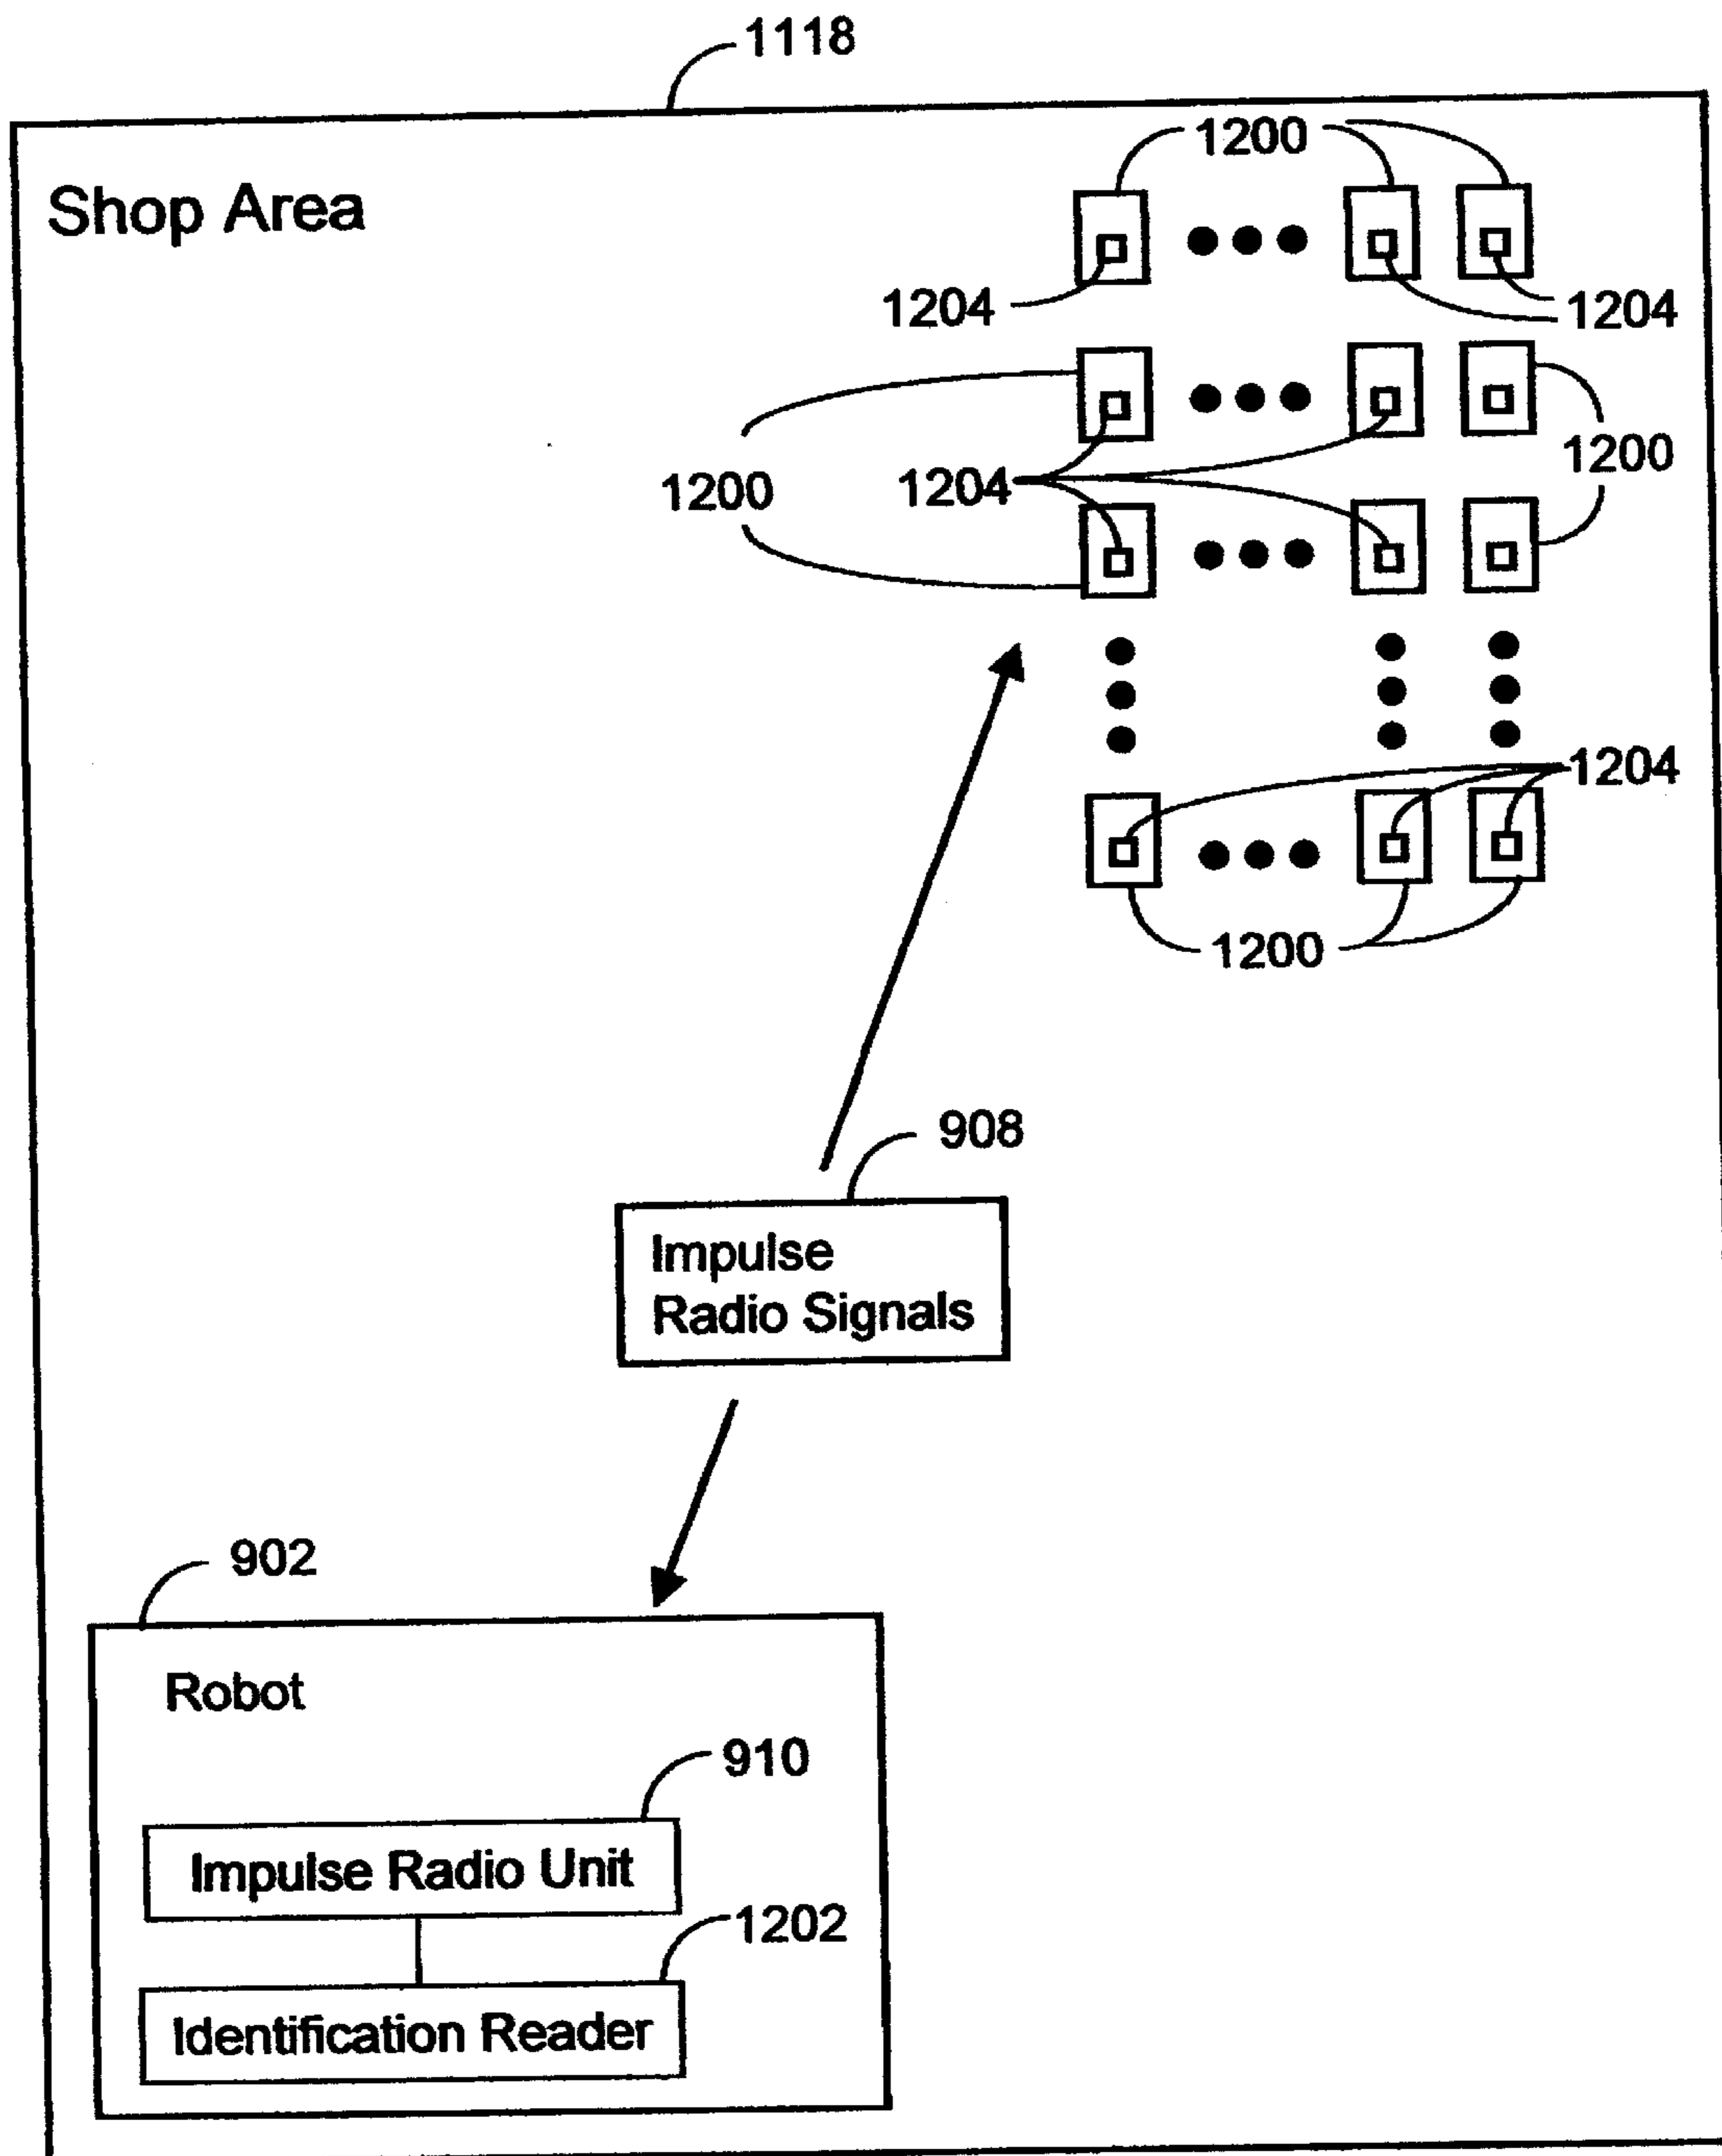 1118
1200
Shop Area
1204
1204
1200
1204
1200
1204
1200
908
Impulse
Radio Signals
902
Robot
910
Impulse Radio Unit
1202
Identification Reader